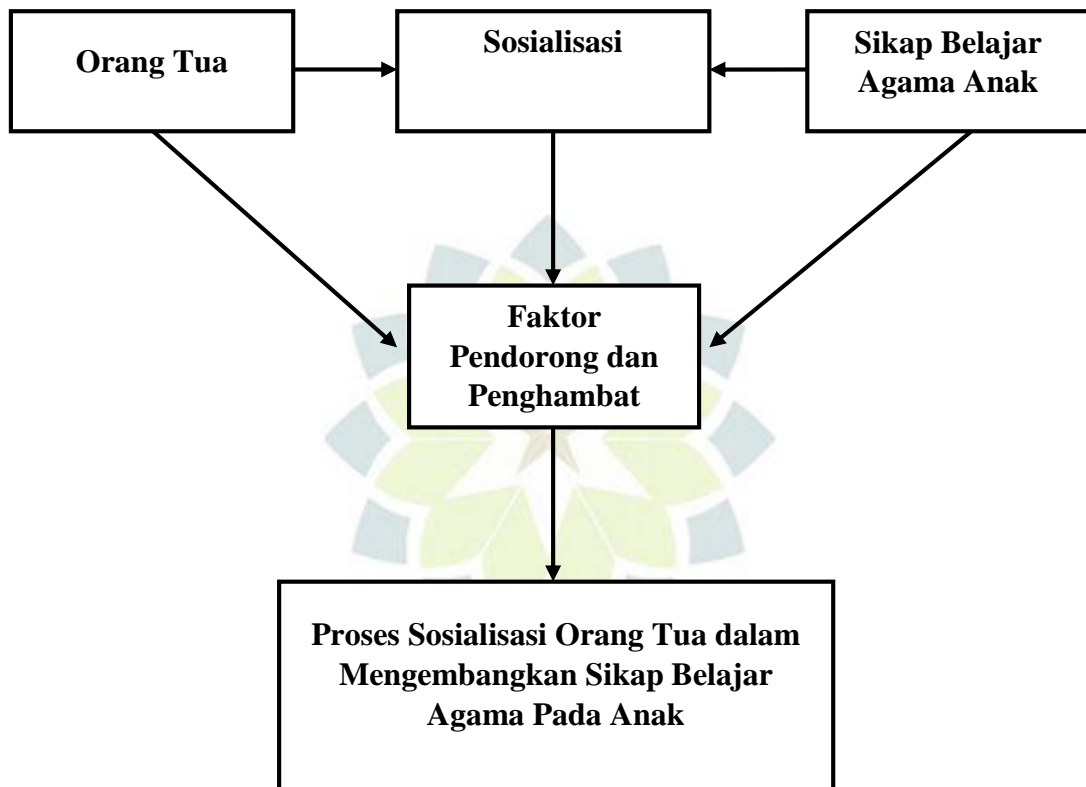 Orang Tua
Sosialisasi
Sikap Belajar
Agama Anak
Faktor
Pendorong dan
Penghambat
Proses Sosialisasi Orang Tua dalam
Mengembangkan Sikap Belajar
Agama Pada Anak